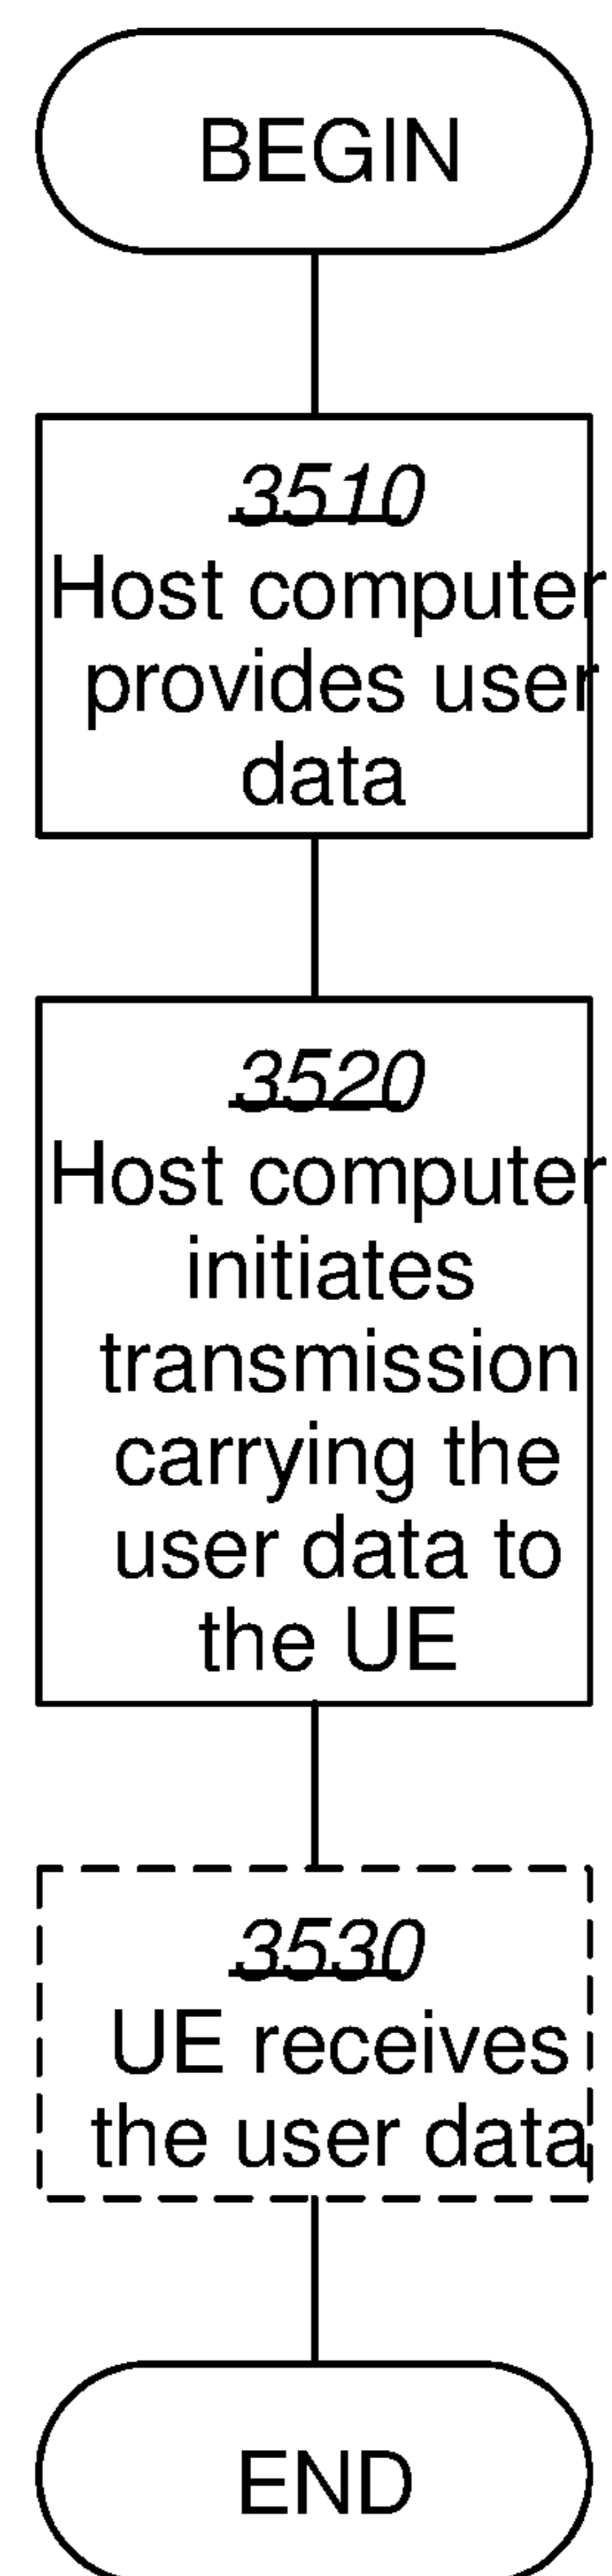 BEGIN
3510
Host computer
provides user
data
3520
Host computer
initiates
transmission
carrying the
user data to
the UE
3530
UE receives
the user data
END